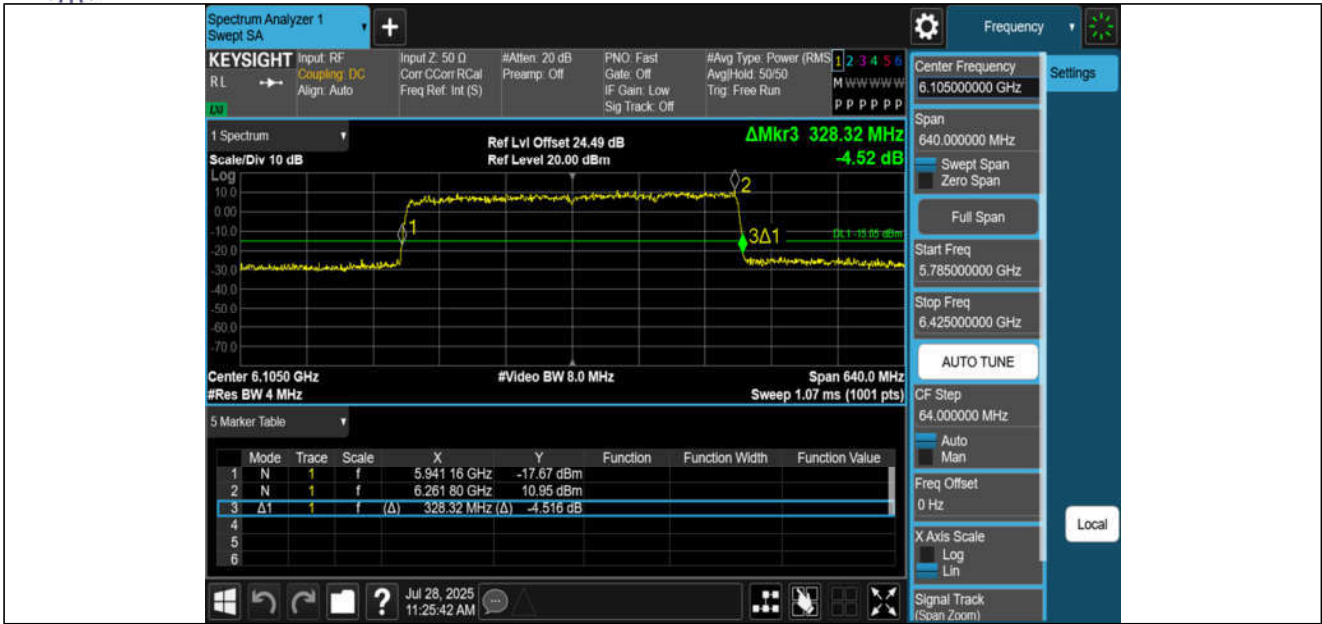 Spectrum Analyzer 1
Swept SA
+
Frequency
KEYSIGHT
RL
LXI
Input: RF
Coupling: DC
Align: Auto
Input Z: 50 Ω
Corr CCorr RCal
Freq Ref: Int (S)
#Atten: 20 dB
Preamp: Off
PNO: Fast
Gate: Off
IF Gain: Low
Sig Track: Off
#Avg Type: Power (RMS
Avg|Hold: 50/50
Trig: Free Run
1 2 3 4 5 6
M W W W W W
P P P P P P
1 Spectrum
Scale/Div 10 dB
Ref Lvl Offset 24.49 dB
Ref Level 20.00 dBm
ΔMkr3 328.32 MHz
-4.52 dB
Log
10.0
0.00
-10.0
-20.0
-30.0
-40.0
-50.0
-60.0
-70.0
1
2
3Δ1
DL1 -15.05 dBm
Center 6.1050 GHz
#Video BW 8.0 MHz
Span 640.0 MHz
#Res BW 4 MHz
Sweep 1.07 ms (1001 pts)
5 Marker Table
Mode Trace Scale X Y Function Function Width Function Value
1 N 1 f 5.941 16 GHz -17.67 dBm
2 N 1 f 6.261 80 GHz 10.95 dBm
3 Δ1 1 f (Δ) 328.32 MHz (Δ) -4.516 dB
4
5
6
Jul 28, 2025
11:25:42 AM
?
Center Frequency
6.105000000 GHz
Settings
Span
640.000000 MHz
Swept Span
Zero Span
Full Span
Start Freq
5.785000000 GHz
Stop Freq
6.425000000 GHz
AUTO TUNE
CF Step
64.000000 MHz
Auto
Man
Freq Offset
0 Hz
X Axis Scale
Log
Lin
Local
Signal Track
(Span Zoom)